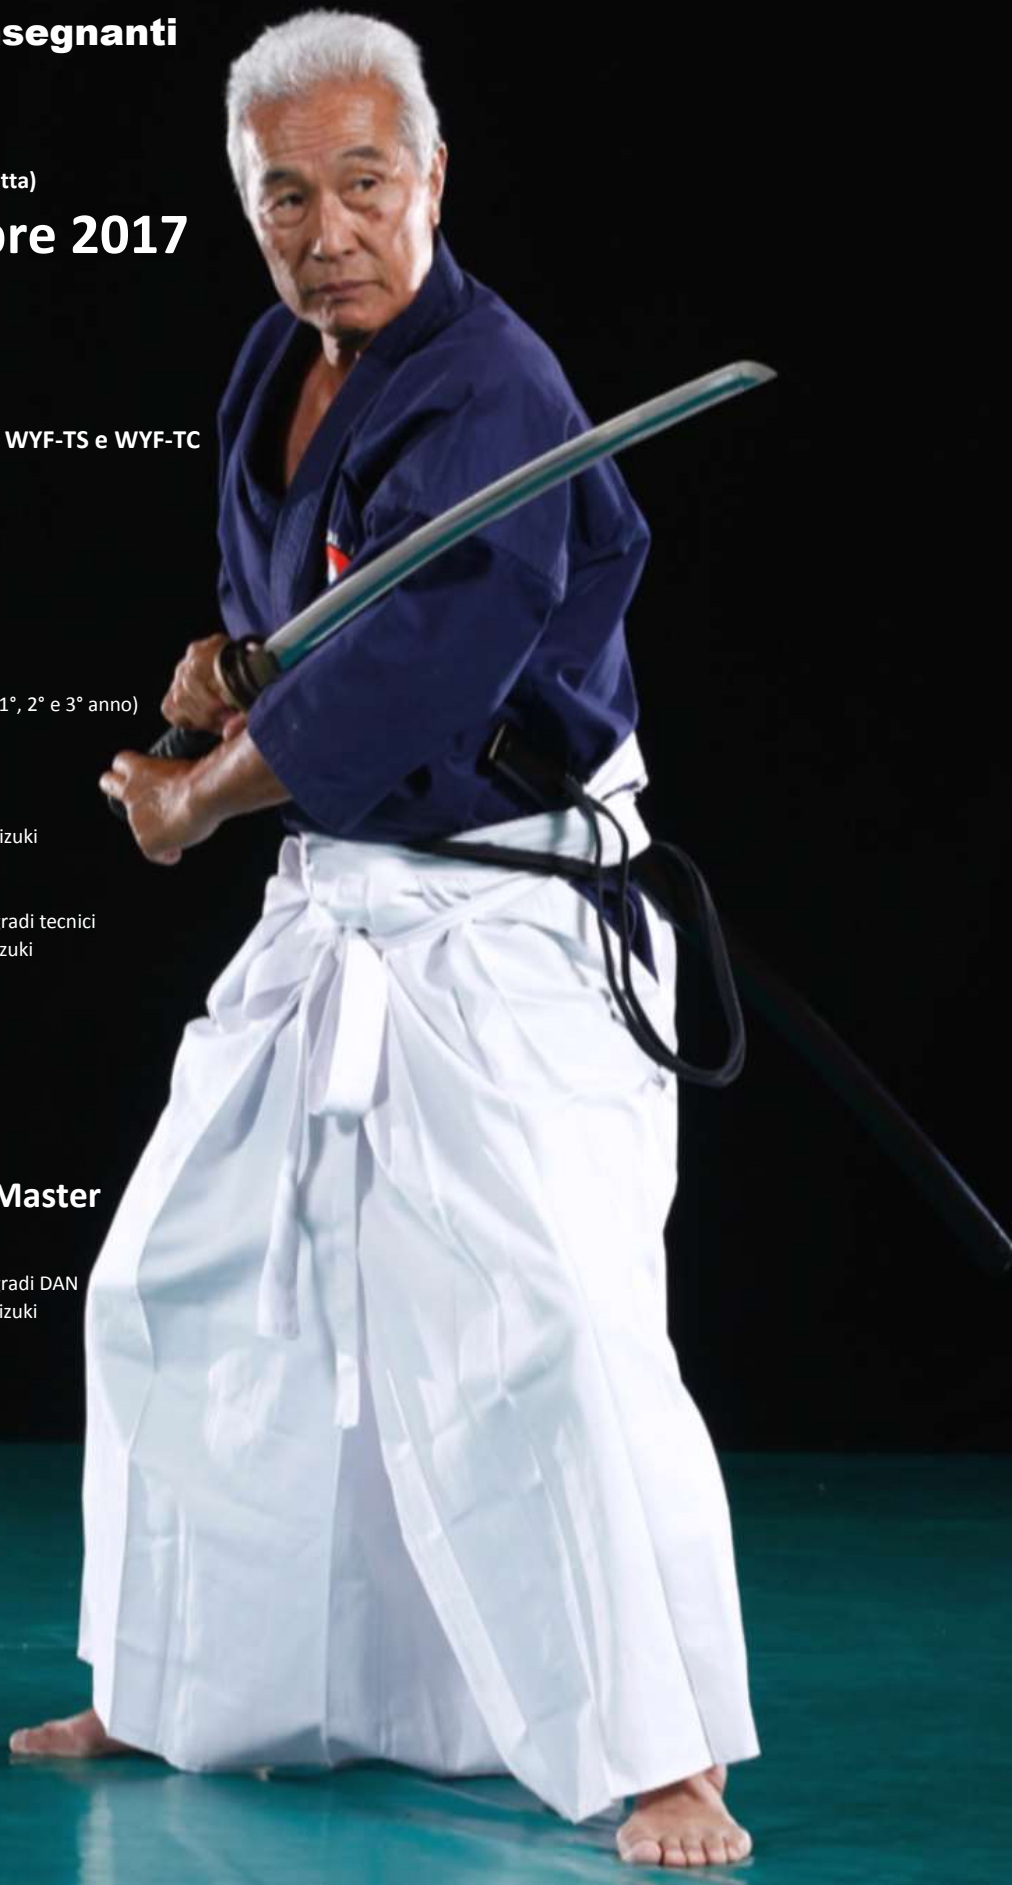 segnanti
tta)
re 2017
WYF-TS e WYF-TC
1°, 2° e 3° anno)
izuki
radi tecnici
zuki
Master
radi DAN
izuki